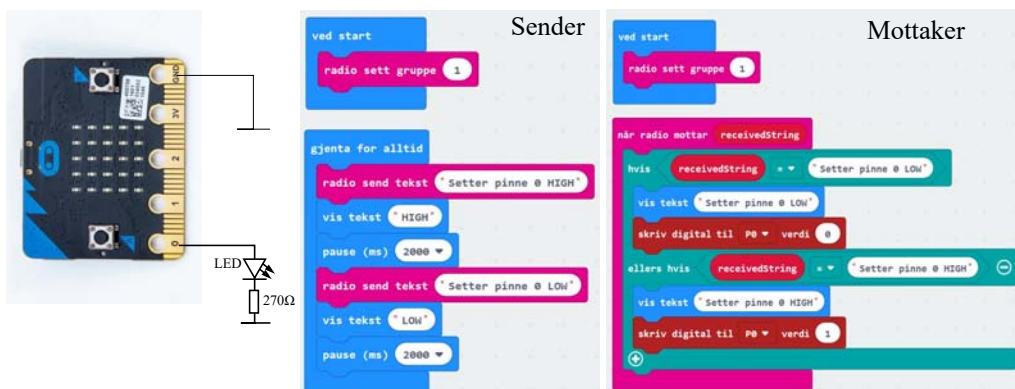 GND
3V
2
1
0
LED
270Ω
Sender
ved start
radio sett gruppe 1
gjenta for alltid
radio send tekst "Setter pinne 0 HIGH"
vis tekst "HIGH"
pause (ms) 2000
radio send tekst "Setter pinne 0 LOW"
vis tekst "LOW"
pause (ms) 2000
Mottaker
ved start
radio sett gruppe 1
når radio mottar receivedString
hvis receivedString = "Setter pinne 0 LOW"
vis tekst "Setter pinne 0 LOW"
skriv digital til P0 verdi 0
ellers hvis receivedString = "Setter pinne 0 HIGH"
vis tekst "Setter pinne 0 HIGH"
skriv digital til P0 verdi 1